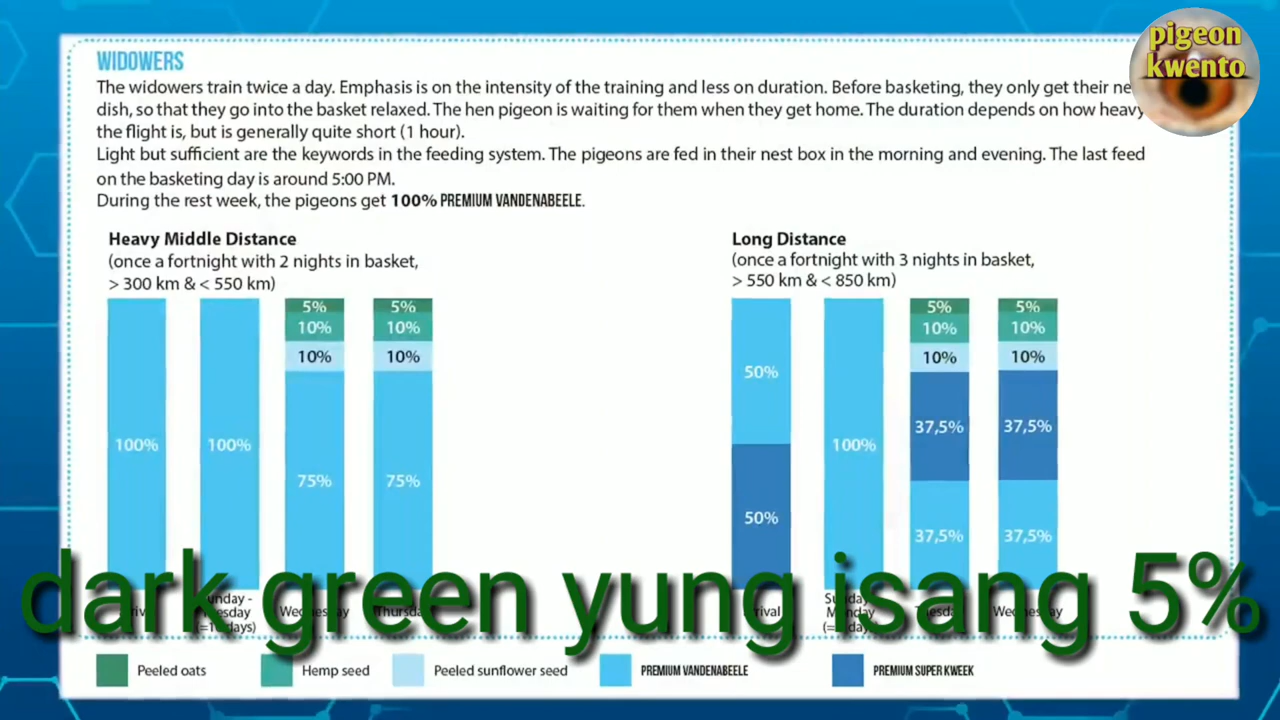 pigeon
kwento
WIDOWERS
The widowers train twice a day. Emphasis is on the intensity of the training and less on duration. Before basketing, they only get their
dish, so that they go into the basket relaxed. The hen pigeon is waiting for them when they get home. The duration depends on how heavy
the flight is, but is generally quite short (1 hour).
Light but sufficient are the keywords in the feeding system. The pigeons are fed in their nest box in the morning and evening. The last feed
on the basketing day is around 5:00 PM.
During the rest week, the pigeons get 100% PREMIUM VANDENABEELE.
Heavy Middle Distance
(once a fortnight with 2 nights in basket,
> 300 km & < 550 km)
Long Distance
(once a fortnight with 3 nights in basket,
> 550 km & < 850 km)
5% 5% 5% 5%
10% 10% 10% 10%
10% 10% 10% 10%
50%
37,5% 37,5%
100% 100% 100%
75% 75%
50%
37,5% 37,5%
dark green yung isang 5%
Peeled oats Hemp seed Peeled sunflower seed PREMIUM VANDENABEELE PREMIUM SUPER KWEEK